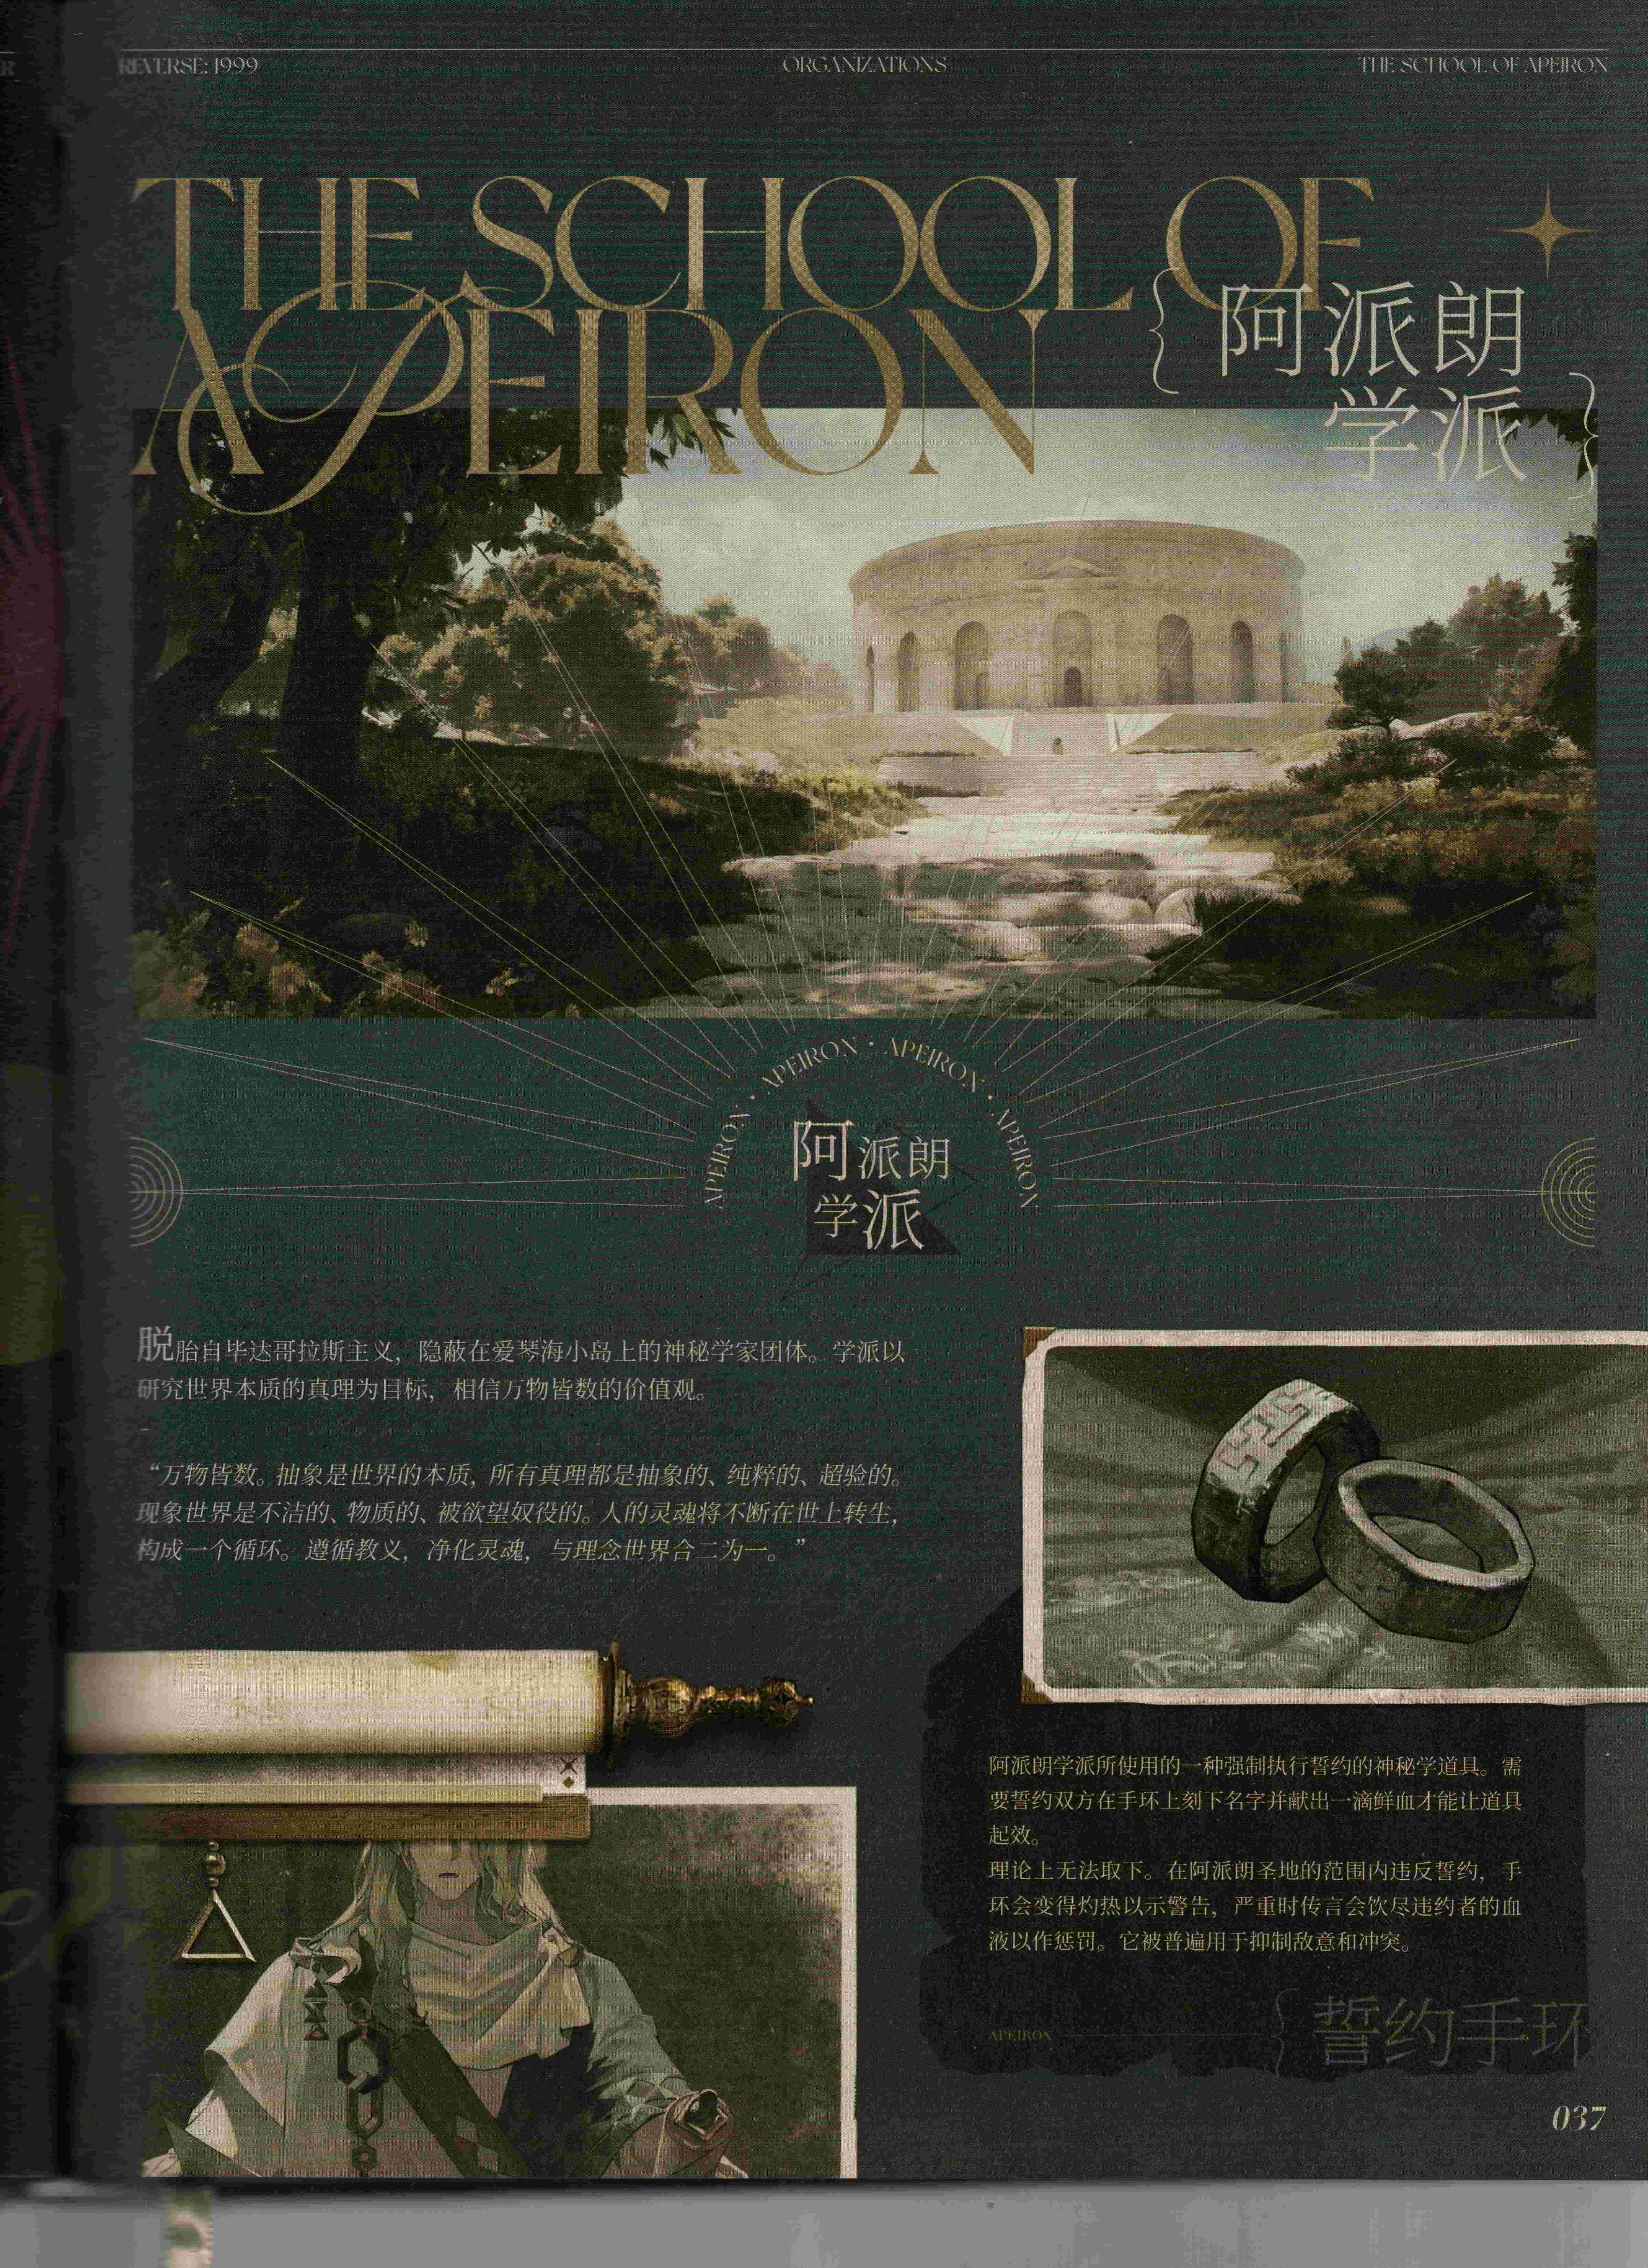 REVERSE: 1999
ORGANIZATIONS
THE SCHOOL OF APEIRON
THE SCHOOL OF
APEIRON
{阿派朗
学派}
APEIRON · APEIRON · APEIRON · APEIRON
阿派朗
学派
脱胎自毕达哥拉斯主义，隐蔽在爱琴海小岛上的神秘学家团体。学派以
研究世界本质的真理为目标，相信万物皆数的价值观。
“万物皆数。抽象是世界的本质，所有真理都是抽象的、纯粹的、超验的。
现象世界是不洁的、物质的、被欲望奴役的。人的灵魂将不断在世上转生，
构成一个循环。遵循教义，净化灵魂，与理念世界合二为一。”
阿派朗学派所使用的一种强制执行誓约的神秘学道具。需
要誓约双方在手环上刻下名字并献出一滴鲜血才能让道具
起效。
理论上无法取下。在阿派朗圣地的范围内违反誓约，手
环会变得灼热以示警告，严重时传言会饮尽违约者的血
液以作惩罚。它被普遍用于抑制敌意和冲突。
APEIRON
{誓约手环
037